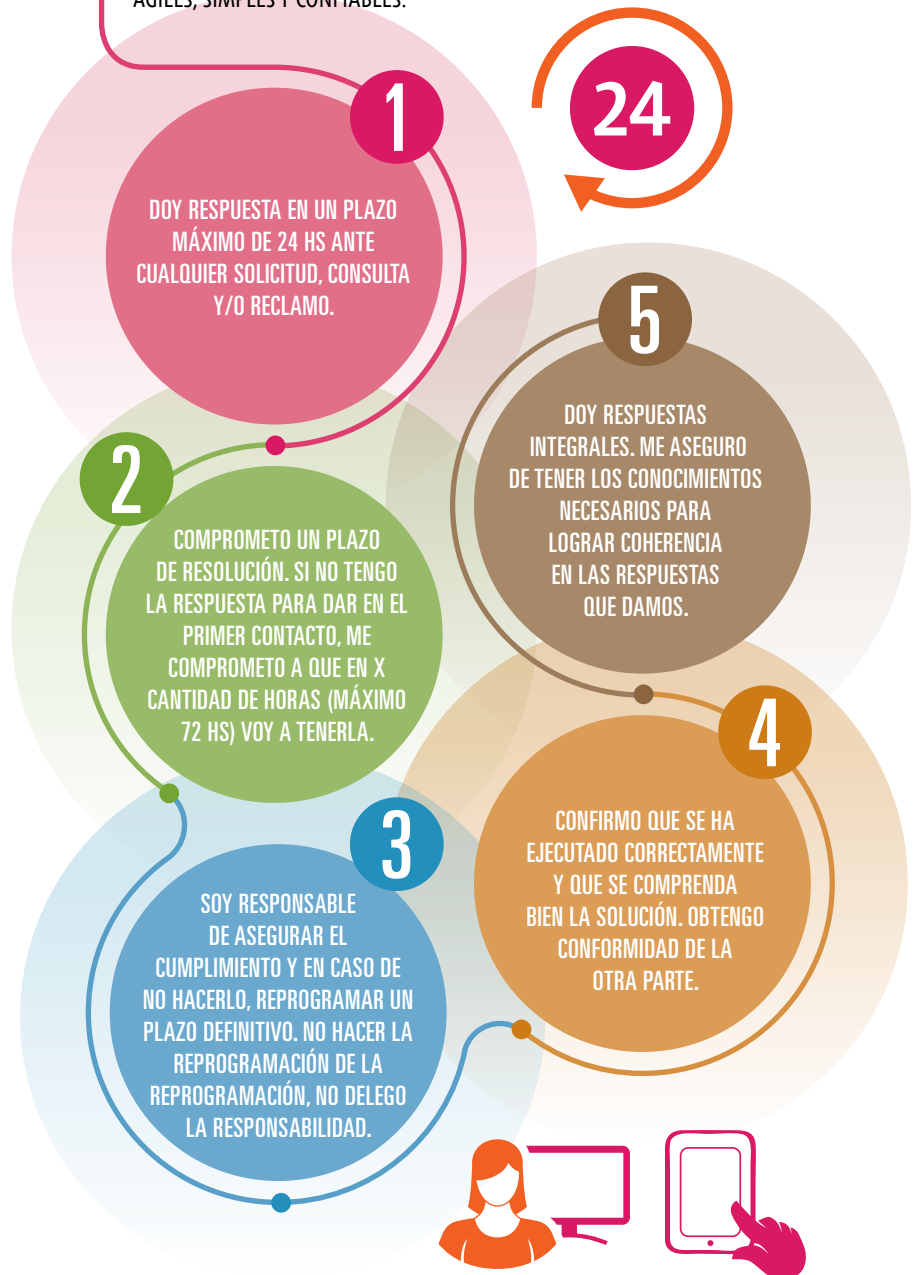 ÁGILES, SIMPLES Y CONFIABLES.
24
1
DOY RESPUESTA EN UN PLAZO
MÁXIMO DE 24 HS ANTE
CUALQUIER SOLICITUD, CONSULTA
Y/O RECLAMO.
2
COMPROMETO UN PLAZO
DE RESOLUCIÓN. SI NO TENGO
LA RESPUESTA PARA DAR EN EL
PRIMER CONTACTO, ME
COMPROMETO A QUE EN X
CANTIDAD DE HORAS (MÁXIMO
72 HS) VOY A TENERLA.
3
SOY RESPONSABLE
DE ASEGURAR EL
CUMPLIMIENTO Y EN CASO DE
NO HACERLO, REPROGRAMAR UN
PLAZO DEFINITIVO. NO HACER LA
REPROGRAMACIÓN DE LA
REPROGRAMACIÓN, NO DELEGO
LA RESPONSABILIDAD.
4
CONFIRMO QUE SE HA
EJECUTADO CORRECTAMENTE
Y QUE SE COMPRENDA
BIEN LA SOLUCIÓN. OBTENGO
CONFORMIDAD DE LA
OTRA PARTE.
5
DOY RESPUESTAS
INTEGRALES. ME ASEGURO
DE TENER LOS CONOCIMIENTOS
NECESARIOS PARA
LOGRAR COHERENCIA
EN LAS RESPUESTAS
QUE DAMOS.